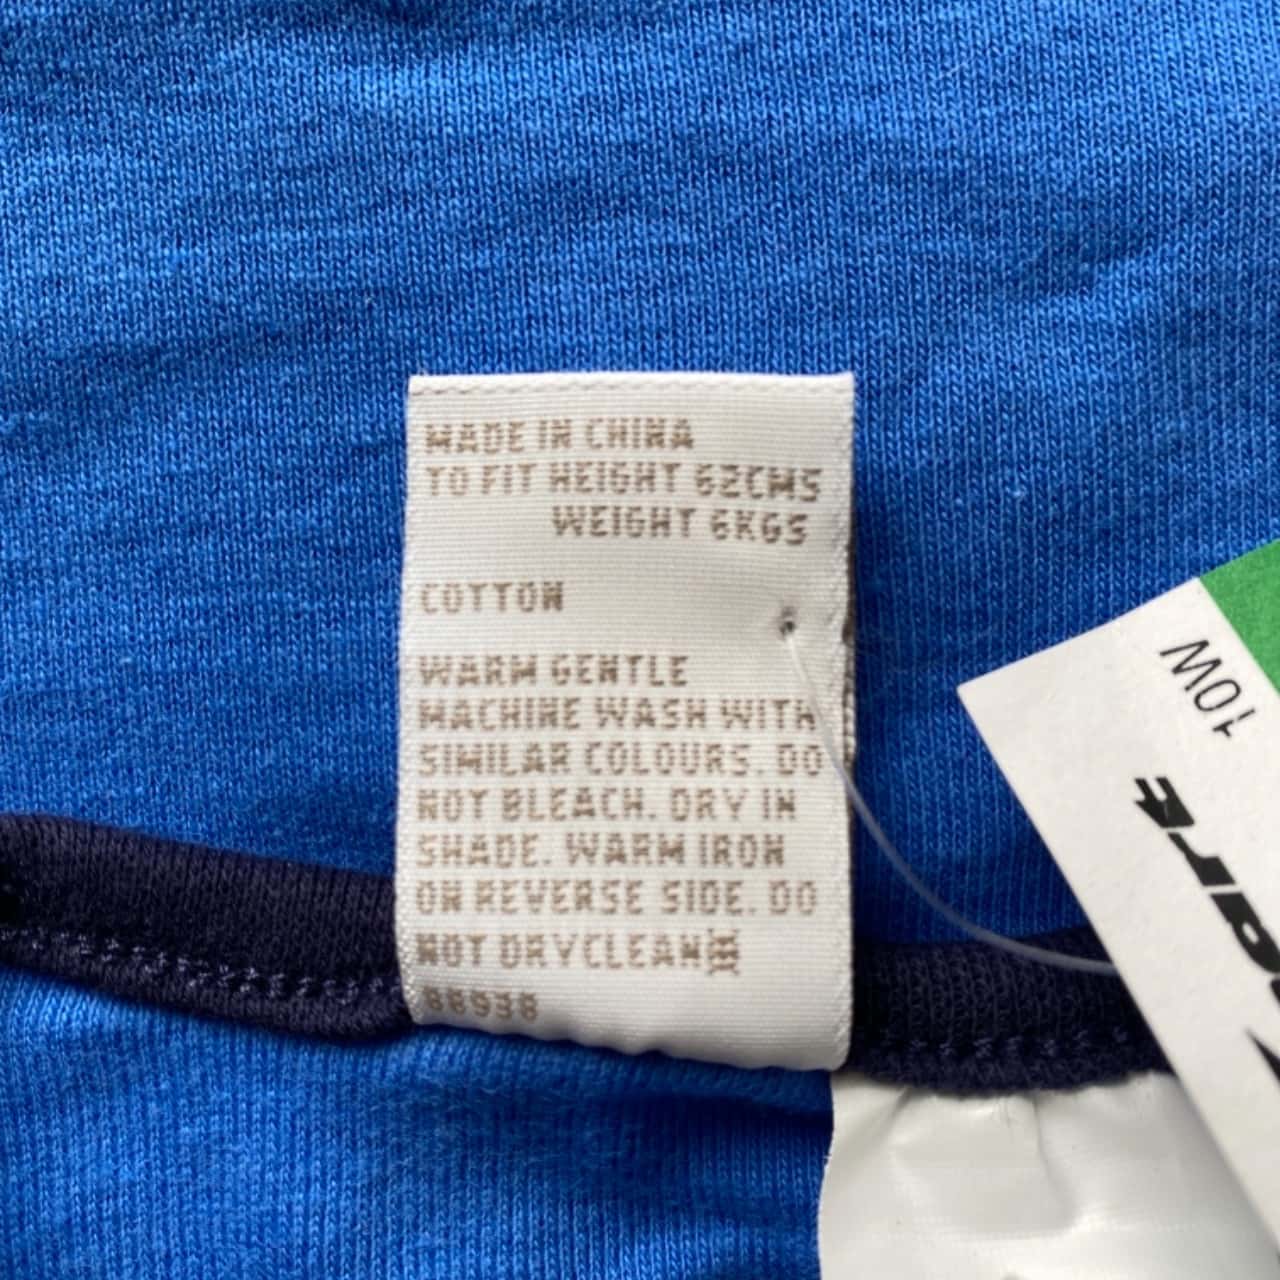 MADE IN CHINA
TO FIT HEIGHT 62CMS
WEIGHT 6KGS
COTTON
WARM GENTLE
MACHINE WASH WITH
SIMILAR COLOURS. DO
NOT BLEACH. DRY IN
SHADE. WARM IRON
ON REVERSE SIDE. DO
NOT DRYCLEAN
88938
10W